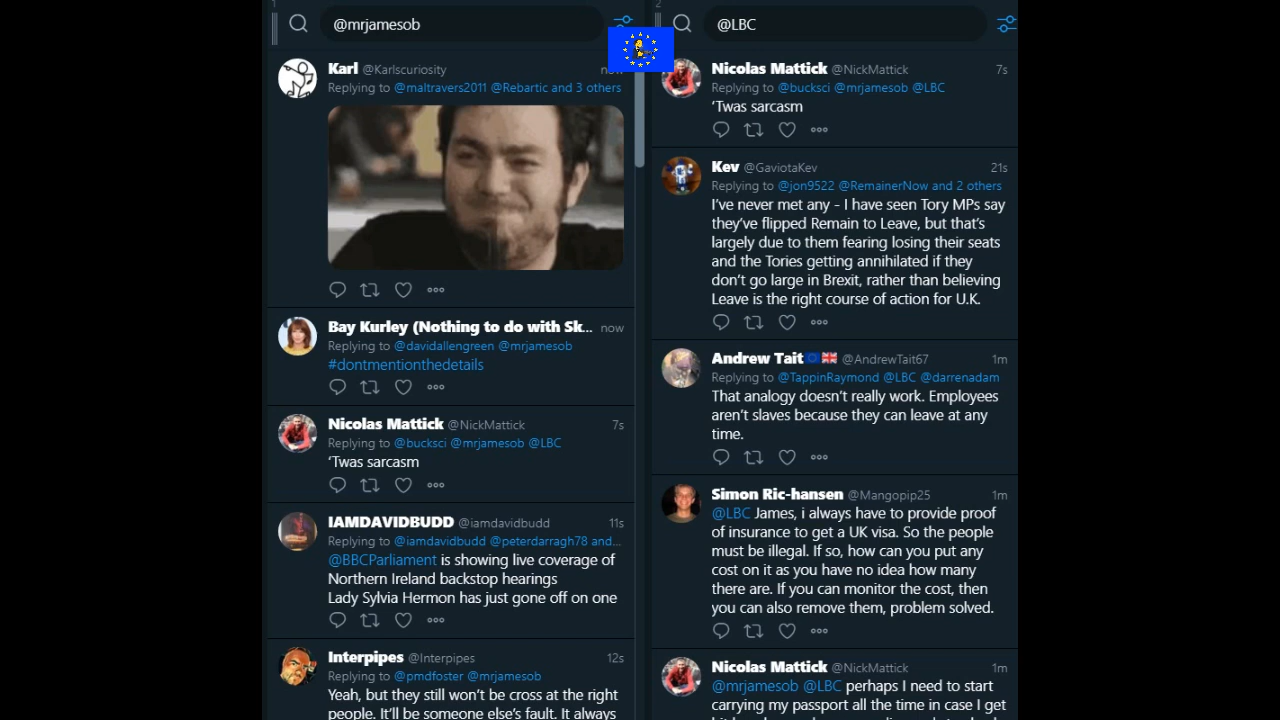 1
@mrjamesob
Karl @Karlscuriosity
Replying to @maltravers2011 @Rebartic and 3 others
Bay Kurley (Nothing to do with Sk... now
Replying to @davidallengreen @mrjamesob
#dontmentionthedetails
Nicolas Mattick @NickMattick 7s
Replying to @bucksci @mrjamesob @LBC
‘Twas sarcasm
IAMDAVIDBUDD @iamdavidbudd 11s
Replying to @iamdavidbudd @peterdarragh78 and...
@BBCParliament is showing live coverage of
Northern Ireland backstop hearings
Lady Sylvia Hermon has just gone off on one
Interpipes @Interpipes 12s
Replying to @pmdfoster @mrjamesob
Yeah, but they still won’t be cross at the right
people. It’ll be someone else’s fault. It always
2
@LBC
Nicolas Mattick @NickMattick 7s
Replying to @bucksci @mrjamesob @LBC
‘Twas sarcasm
Kev @GaviotaKev 21s
Replying to @jon9522 @RemainerNow and 2 others
I’ve never met any - I have seen Tory MPs say
they’ve flipped Remain to Leave, but that’s
largely due to them fearing losing their seats
and the Tories getting annihilated if they
don’t go large in Brexit, rather than believing
Leave is the right course of action for U.K.
Andrew Tait @AndrewTait67 1m
Replying to @TappinRaymond @LBC @darrenadam
That analogy doesn’t really work. Employees
aren’t slaves because they can leave at any
time.
Simon Ric-hansen @Mangopip25 1m
@LBC James, i always have to provide proof
of insurance to get a UK visa. So the people
must be illegal. If so, how can you put any
cost on it as you have no idea how many
there are. If you can monitor the cost, then
you can also remove them, problem solved.
Nicolas Mattick @NickMattick 1m
@mrjamesob @LBC perhaps I need to start
carrying my passport all the time in case I get